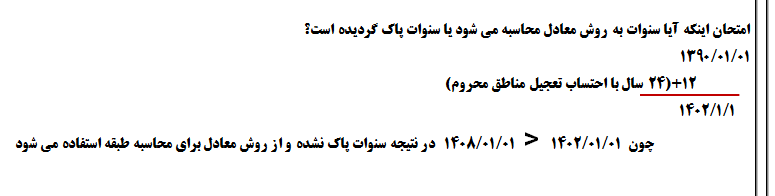 امتحان اینکه آیا سنوات به روش معادل محاسبه می شود یا سنوات پاک گردیده است؟
۱۳۹۰/۰۱/۰۱
۱۲+(۲۴ سال با احتساب تعجیل مناطق محروم)
۱۴۰۲/۱/۱
چون ۱۴۰۲/۰۱/۰۱ > ۱۴۰۸/۰۱/۰۱ در نتیجه سنوات پاک نشده و از روش معادل برای محاسبه طبقه استفاده می شود